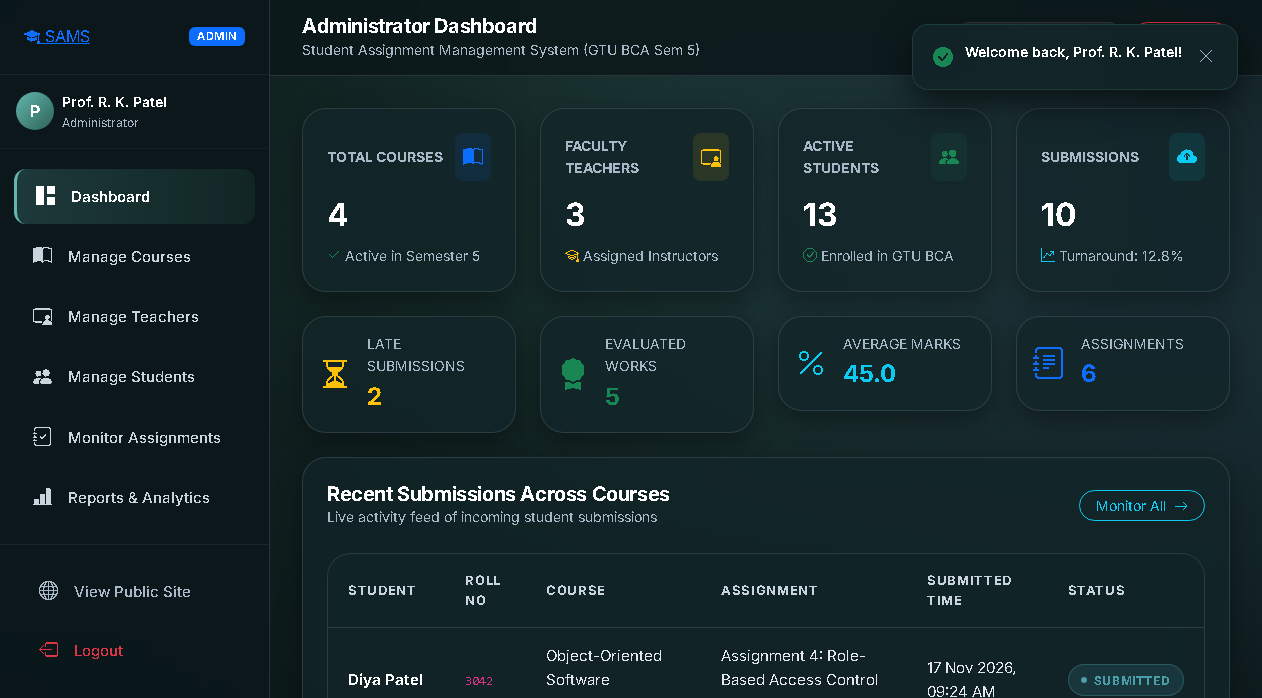 SAMS
ADMIN
Prof. R. K. Patel
Administrator
P
Dashboard
Manage Courses
Manage Teachers
Manage Students
Monitor Assignments
Reports & Analytics
View Public Site
Logout
Administrator Dashboard
Student Assignment Management System (GTU BCA Sem 5)
Welcome back, Prof. R. K. Patel!
TOTAL COURSES
4
Active in Semester 5
FACULTY
TEACHERS
3
Assigned Instructors
ACTIVE
STUDENTS
13
Enrolled in GTU BCA
SUBMISSIONS
10
Turnaround: 12.8%
LATE
SUBMISSIONS
2
EVALUATED
WORKS
5
AVERAGE MARKS
45.0
ASSIGNMENTS
6
Recent Submissions Across Courses
Live activity feed of incoming student submissions
Monitor All →
STUDENT
ROLL
NO
COURSE
ASSIGNMENT
SUBMITTED
TIME
STATUS
Diya Patel
3042
Object-Oriented
Software
Assignment 4: Role-
Based Access Control
17 Nov 2026,
09:24 AM
SUBMITTED